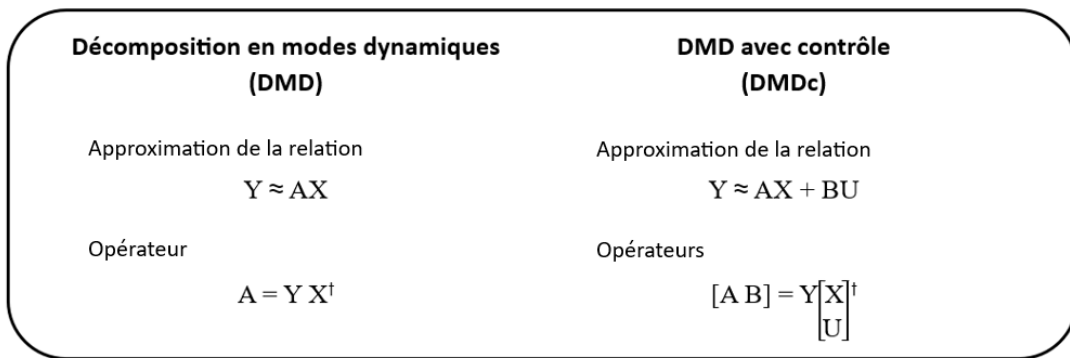 Décomposition en modes dynamiques
(DMD)
Approximation de la relation
Y ≈ AX
Opérateur
A = Y X†
DMD avec contrôle
(DMDc)
Approximation de la relation
Y ≈ AX + BU
Opérateurs
[A B] = Y[X]†
[U]